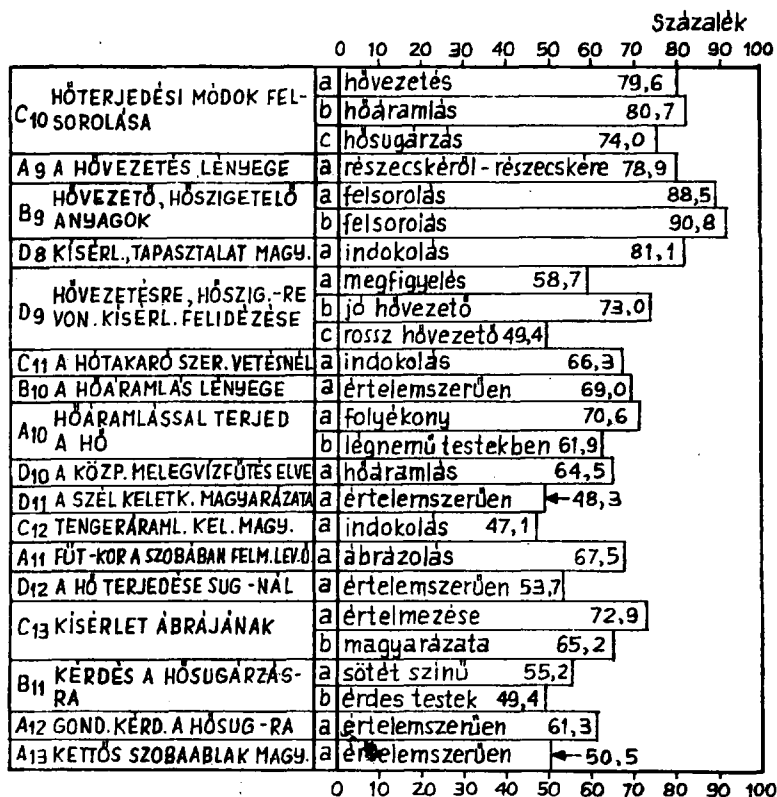 Százalék
0 10 20 30 40 50 60 70 80 90 100
C10 HŐTERJEDÉSI MÓDOK FEL-
SOROLÁSA
a hővezetés 79,6
b hőáramlás 80,7
c hősugárzás 74,0
A9 A HŐVEZETÉS LÉNYEGE a részecskéről-részecskére 78,9
B9 HŐVEZETŐ, HŐSZIGETELŐ
ANYAGOK
a felsorolás 88,5
b felsorolás 90,8
D8 KÍSÉRL., TAPASZTALAT MAGY. a indokolás 81,1
D9 HŐVEZETÉSRE, HŐSZIG.-RE
VON. KÍSÉRL. FELIDÉZÉSE
a megfigyelés 58,7
b jó hővezető 73,0
c rossz hővezető 49,4
C11 A HÓTAKARÓ SZER. VETÉSNÉL a indokolás 66,3
B10 A HŐÁRAMLÁS LÉNYEGE a értelemszerűen 69,0
A10 HŐÁRAMLÁSSAL TERJED
A HŐ
a folyékony 70,6
b légnemű testekben 61,9
D10 A KÖZP. MELEGVÍZFŰTÉS ELVE a hőáramlás 64,5
D11 A SZÉL KELETK. MAGYARÁZATA a értelemszerűen 48,3
C12 TENGERÁRAML. KEL. MAGY. a indokolás 47,1
A11 FŰT-KOR A SZOBÁBAN FELM. LEV.Ő. a ábrázolás 67,5
D12 A HŐ TERJEDÉSE SUG-NÁL a értelemszerűen 53,7
C13 KÍSÉRLET ÁBRÁJÁNAK
a értelmezése 72,9
b magyarázata 65,2
B11 KÉRDÉS A HŐSUGÁRZÁS-
RA
a sötét színű 55,2
b érdes testek 49,4
A12 GOND. KÉRD. A HŐSUG-RA a értelemszerűen 61,3
A13 KETTŐS SZOBAABLAK MAGY. a értelemszerűen 50,5
0 10 20 30 40 50 60 70 80 90 100